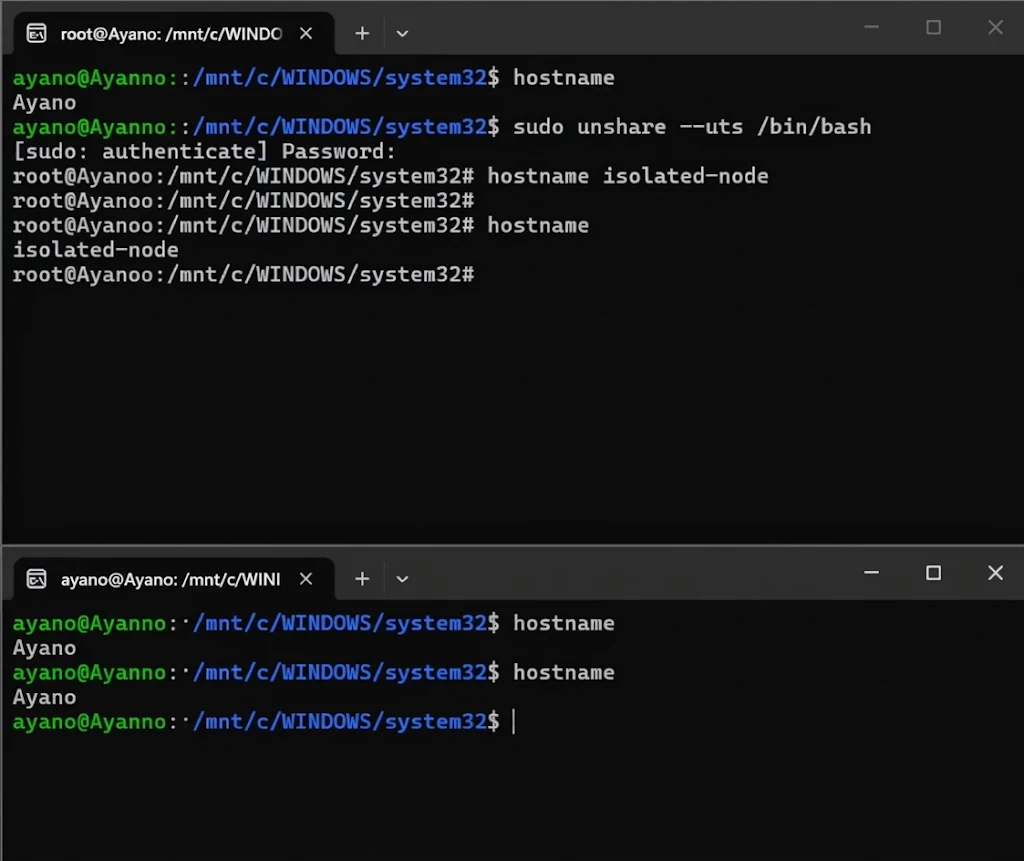 root@Ayano: /mnt/c/WINDO
ayano@Ayanno::/mnt/c/WINDOWS/system32$ hostname
Ayano
ayano@Ayanno::/mnt/c/WINDOWS/system32$ sudo unshare --uts /bin/bash
[sudo: authenticate] Password:
root@Ayanoo:/mnt/c/WINDOWS/system32# hostname isolated-node
root@Ayanoo:/mnt/c/WINDOWS/system32#
root@Ayanoo:/mnt/c/WINDOWS/system32# hostname
isolated-node
root@Ayanoo:/mnt/c/WINDOWS/system32#
ayano@Ayano: /mnt/c/WINI
ayano@Ayanno:·/mnt/c/WINDOWS/system32$ hostname
Ayano
ayano@Ayanno:·/mnt/c/WINDOWS/system32$ hostname
Ayano
ayano@Ayanno:·/mnt/c/WINDOWS/system32$